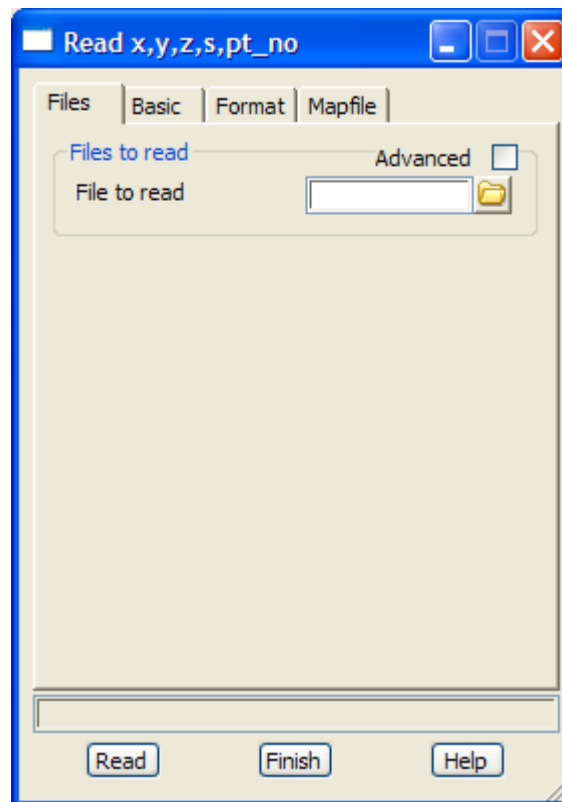 Read x,y,z,s,pt_no
Files Basic Format Mapfile
Files to read Advanced
File to read
Read Finish Help